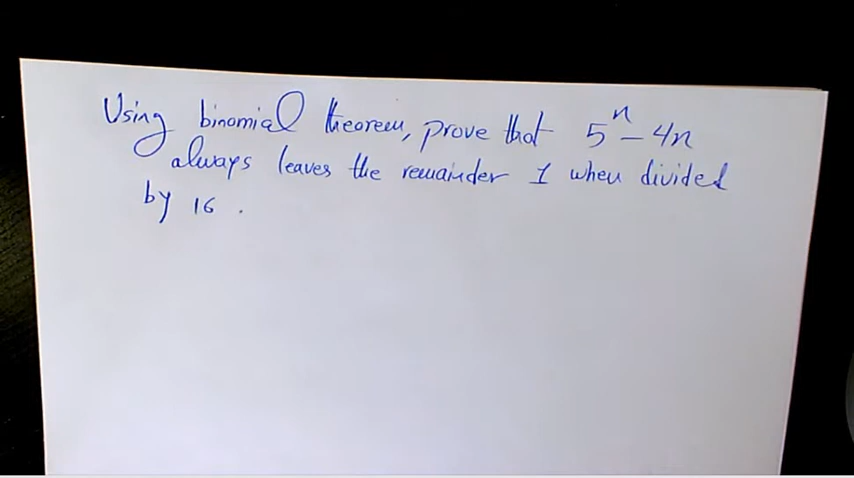 Using binomial theorem, prove that 5ⁿ - 4n
always leaves the remainder 1 when divided
by 16 .